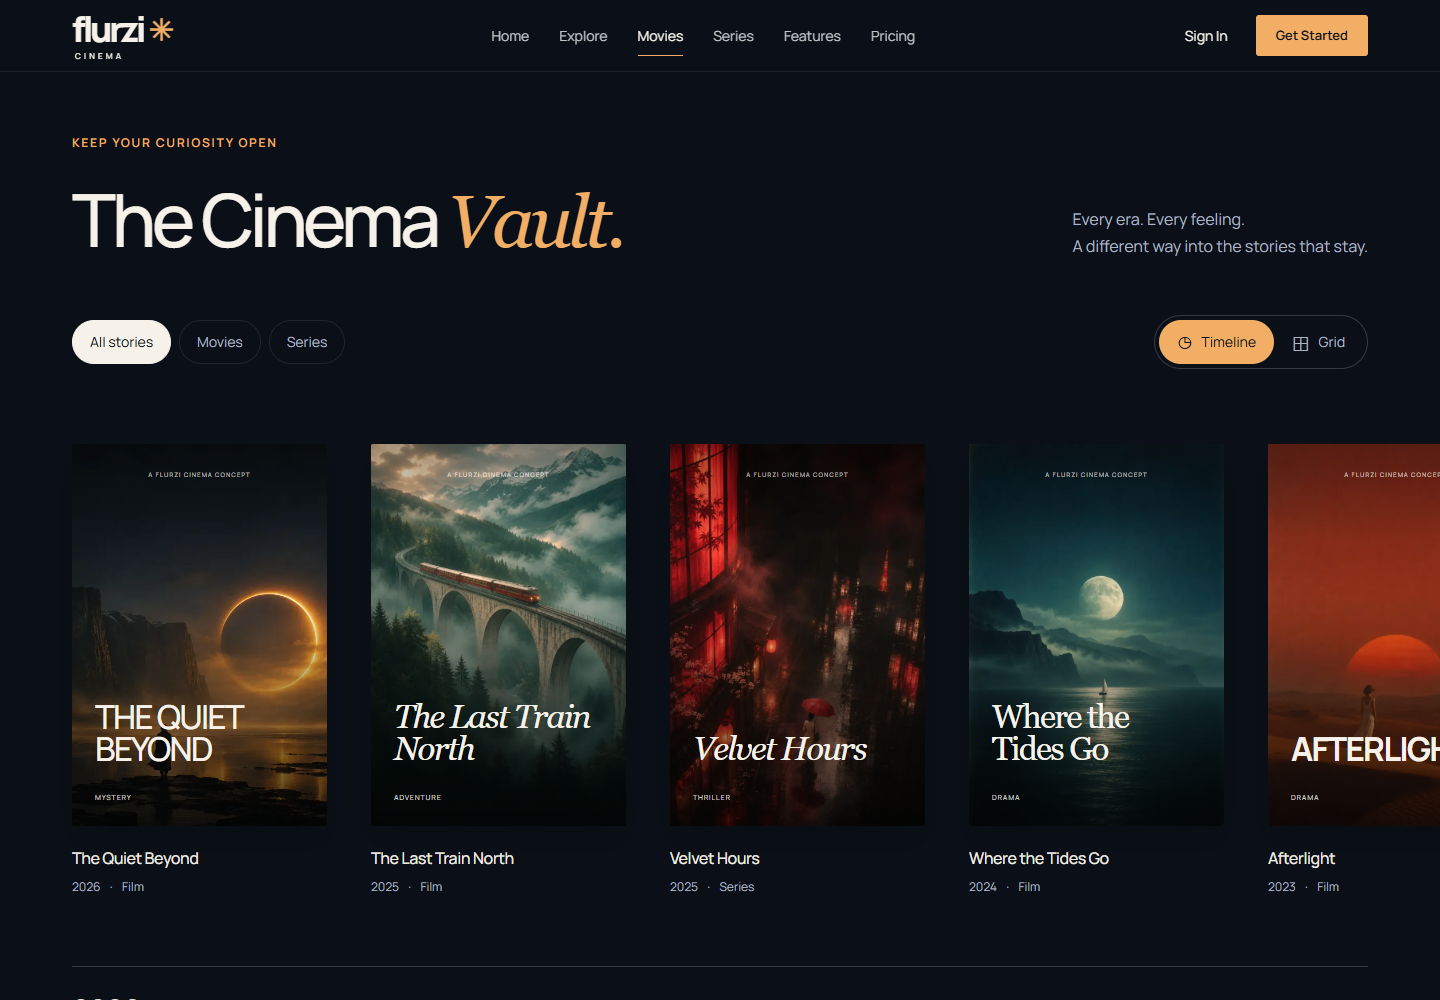 flurzi
CINEMA
Home
Explore
Movies
Series
Features
Pricing
Sign In
Get Started
KEEP YOUR CURIOSITY OPEN
The Cinema Vault.
Every era. Every feeling.
A different way into the stories that stay.
All stories
Movies
Series
Timeline
Grid
A FLURZI CINEMA CONCEPT
THE QUIET
BEYOND
MYSTERY
The Quiet Beyond
2026 · Film
A FLURZI CINEMA CONCEPT
The Last Train
North
ADVENTURE
The Last Train North
2025 · Film
A FLURZI CINEMA CONCEPT
Velvet Hours
THRILLER
Velvet Hours
2025 · Series
A FLURZI CINEMA CONCEPT
Where the
Tides Go
DRAMA
Where the Tides Go
2024 · Film
A FLURZI CINEMA
DRAMA
Afterlight
2023 · Film